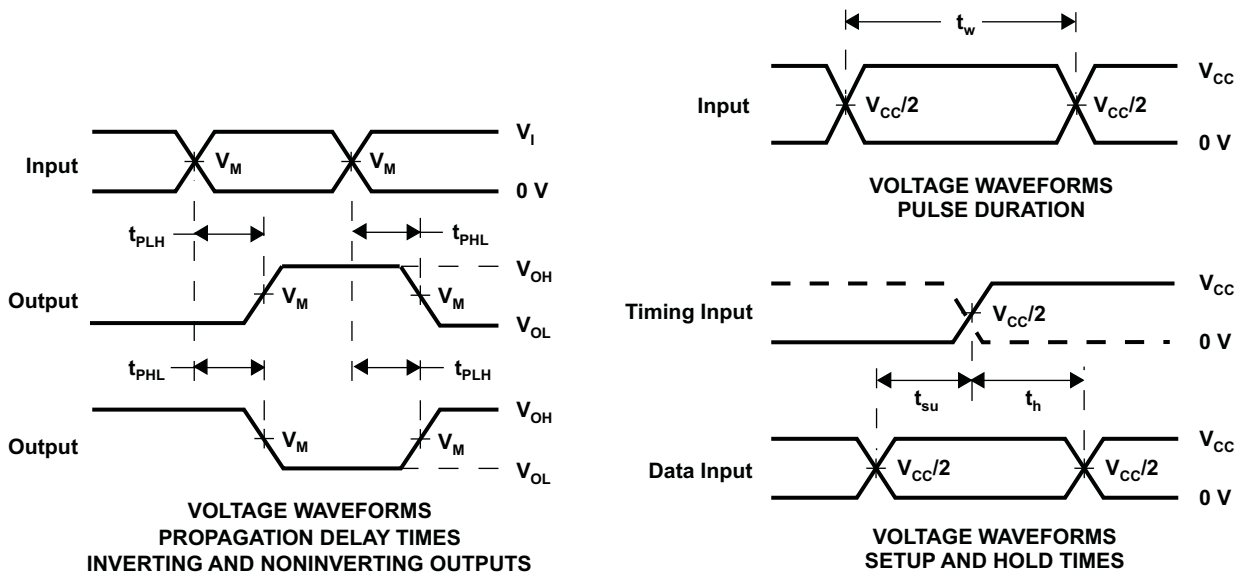 Input
V_M
V_M
V_I
0 V
t_PLH
t_PHL
Output
V_M
V_M
V_OH
V_OL
t_PHL
t_PLH
Output
V_M
V_M
V_OH
V_OL
VOLTAGE WAVEFORMS
PROPAGATION DELAY TIMES
INVERTING AND NONINVERTING OUTPUTS
t_w
Input
V_CC/2
V_CC/2
V_CC
0 V
VOLTAGE WAVEFORMS
PULSE DURATION
Timing Input
V_CC/2
V_CC
0 V
t_su
t_h
Data Input
V_CC/2
V_CC/2
V_CC
0 V
VOLTAGE WAVEFORMS
SETUP AND HOLD TIMES